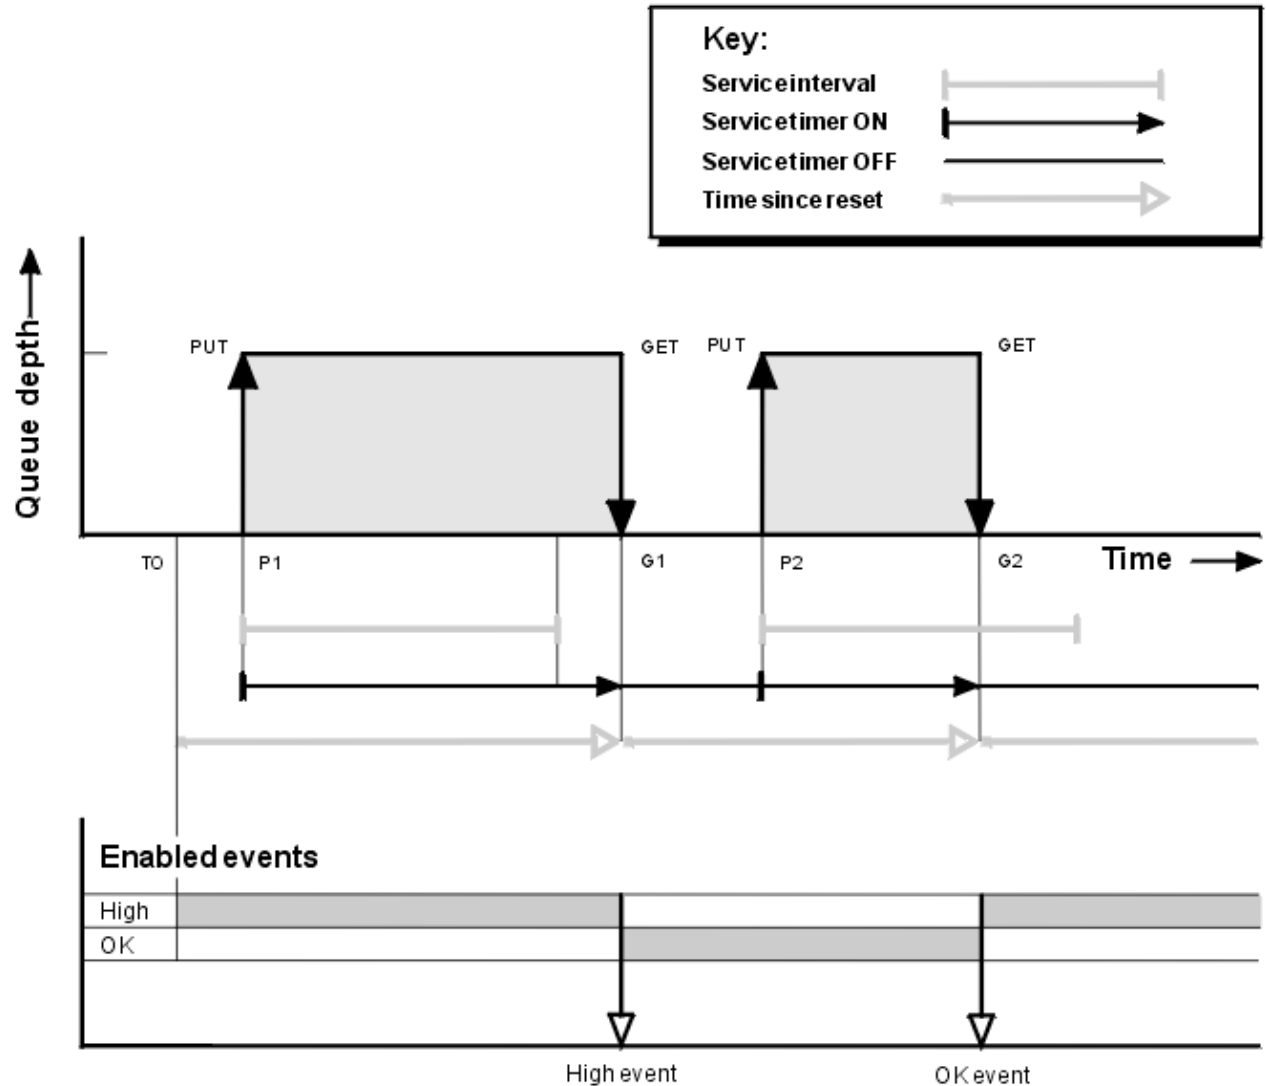 Key:
Service interval
Service timer ON
Service timer OFF
Time since reset
Queue depth
PUT
GET
PUT
GET
T0
P1
G1
P2
G2
Time
Enabled events
High
OK
High event
OK event